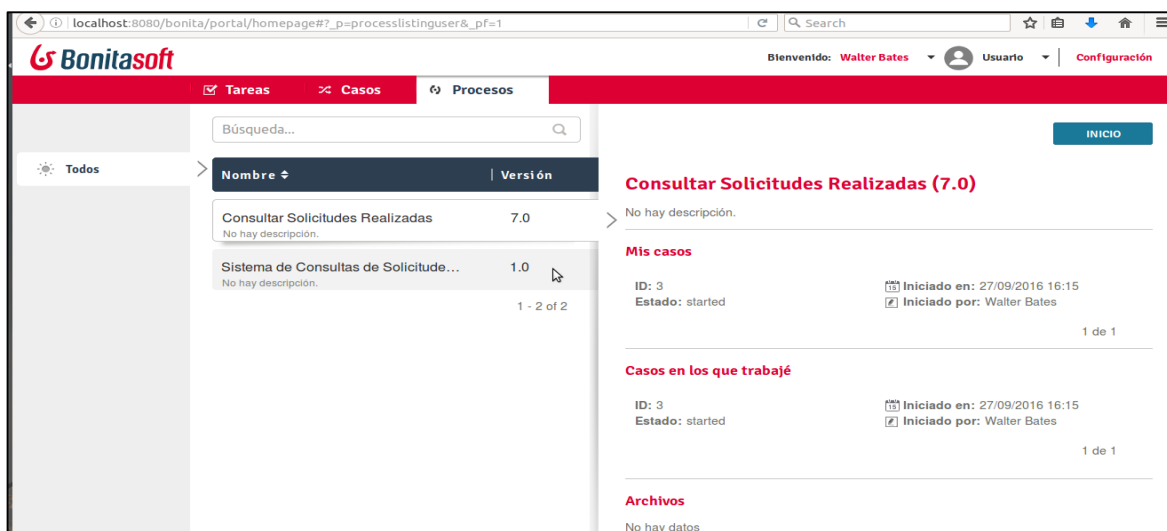 localhost:8080/bonita/portal/homepage#?_p=processlistinguser&_pf=1
Search
Bonitasoft
Bienvenido: Walter Bates
Usuario
Configuración
Tareas
Casos
Procesos
Búsqueda...
INICIO
Todos
Nombre
Versión
Consultar Solicitudes Realizadas 7.0
No hay descripción.
Sistema de Consultas de Solicitude... 1.0
No hay descripción.
1 - 2 of 2
Consultar Solicitudes Realizadas (7.0)
No hay descripción.
Mis casos
ID: 3
Estado: started
15 Iniciado en: 27/09/2016 16:15
Iniciado por: Walter Bates
1 de 1
Casos en los que trabajé
ID: 3
Estado: started
15 Iniciado en: 27/09/2016 16:15
Iniciado por: Walter Bates
1 de 1
Archivos
No hay datos